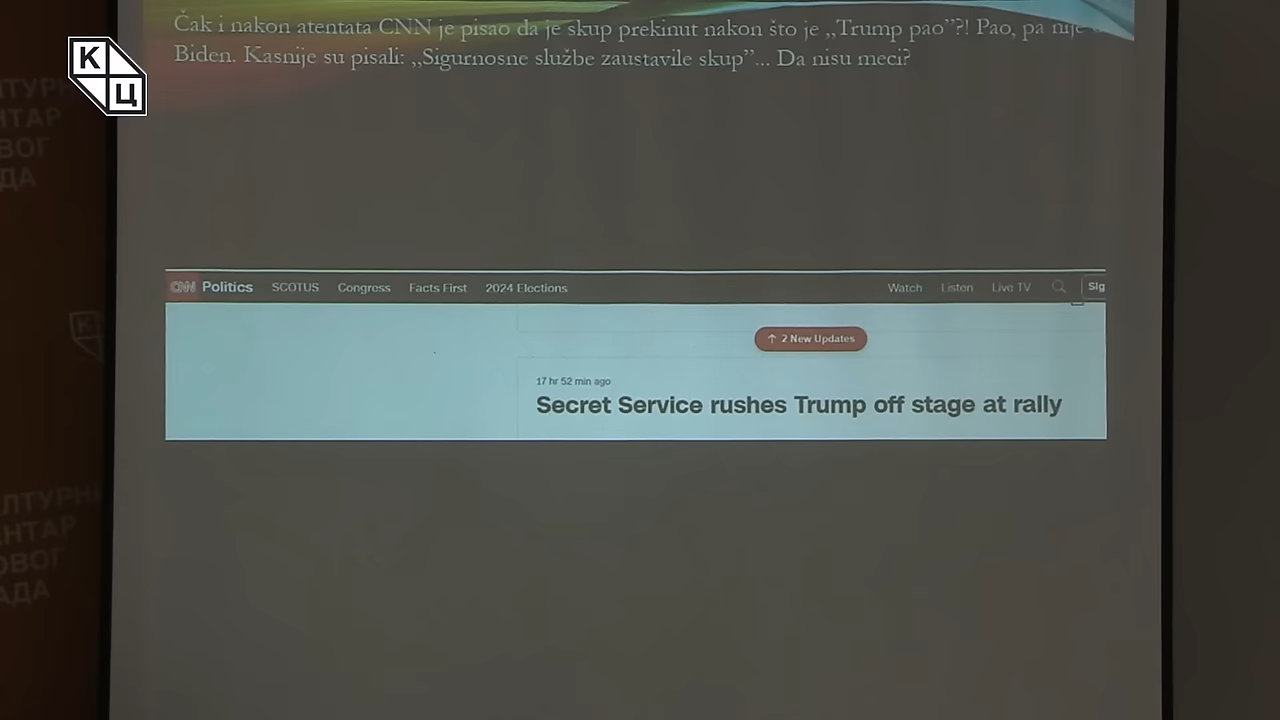 Čak i nakon atentata CNN je pisao da je skup prekinut nakon što je „Trump pao”?! Pao, pa nije
Biden. Kasnije su pisali: „Sigurnosne službe zaustavile skup”... Da nisu meci?
К
Ц
CNN Politics SCOTUS Congress Facts First 2024 Elections Watch Listen Live TV Sig
↑ 2 New Updates
17 hr 52 min ago
Secret Service rushes Trump off stage at rally